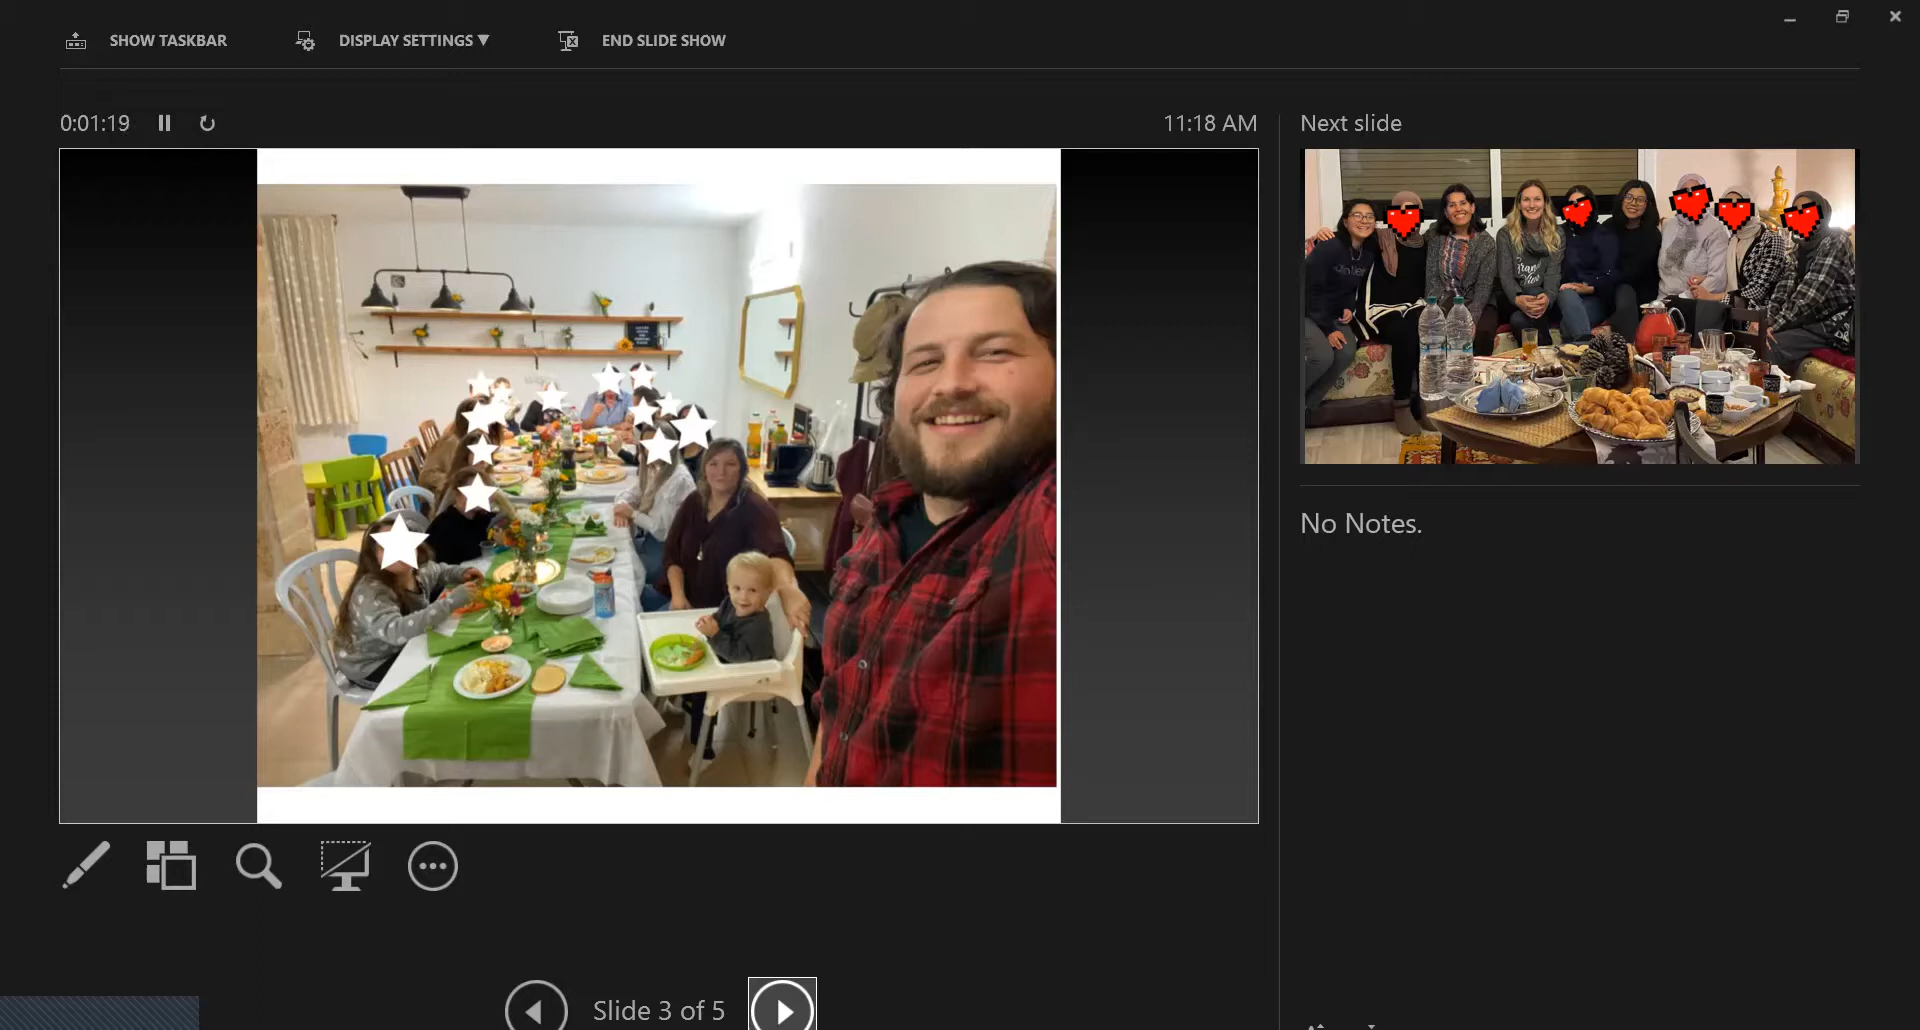 SHOW TASKBAR
DISPLAY SETTINGS ▼
END SLIDE SHOW
0:01:19
11:18 AM
Next slide
No Notes.
Slide 3 of 5